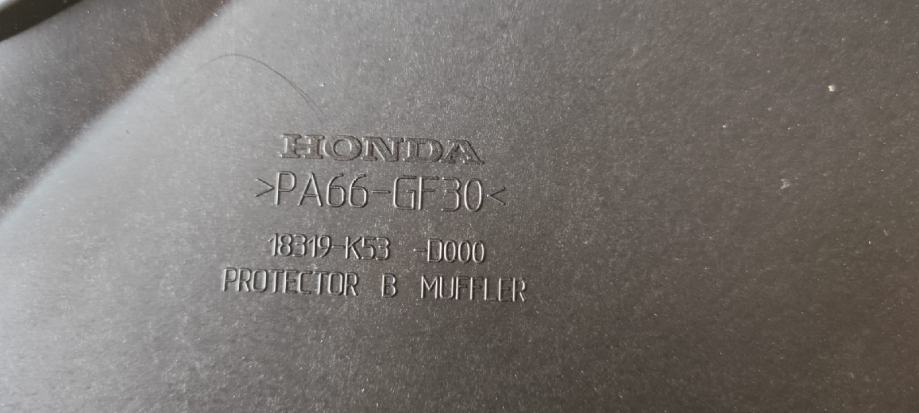 HONDA
>PA66-GF30<
18319-K53 -D000
PROTECTOR B MUFFLER